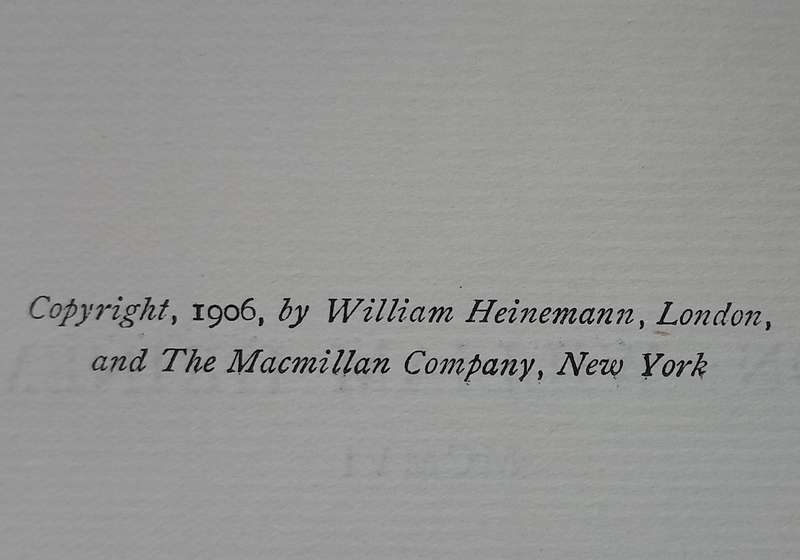 Copyright, 1906, by William Heinemann, London,
and The Macmillan Company, New York